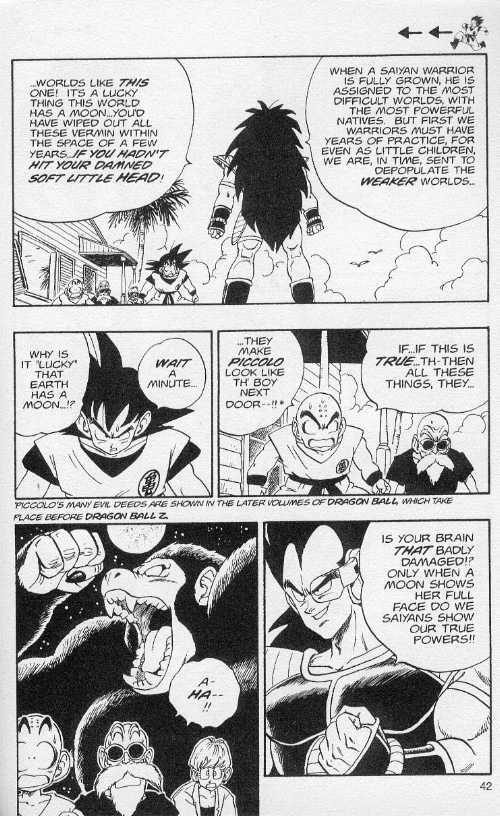 WHEN A SAIYAN WARRIOR
IS FULLY GROWN, HE IS
ASSIGNED TO THE MOST
DIFFICULT WORLDS, WITH
THE MOST POWERFUL
NATIVES. BUT FIRST WE
WARRIORS MUST HAVE
YEARS OF PRACTICE, FOR
EVEN AS LITTLE CHILDREN,
WE ARE, IN TIME, SENT TO
DEPOPULATE THE
WEAKER WORLDS...
...WORLDS LIKE THIS
ONE! IT'S A LUCKY
THING THIS WORLD
HAS A MOON...YOU'D
HAVE WIPED OUT ALL
THESE VERMIN WITHIN
THE SPACE OF A FEW
YEARS...IF YOU HADN'T
HIT YOUR DAMNED
SOFT LITTLE HEAD!
IF...IF THIS IS
TRUE...TH-THEN
ALL THESE
THINGS, THEY...
...THEY
MAKE
PICCOLO
LOOK LIKE
TH' BOY
NEXT
DOOR--!!*
WAIT
A
MINUTE...
WHY IS
IT "LUCKY"
THAT
EARTH
HAS A
MOON...!?
*PICCOLO'S MANY EVIL DEEDS ARE SHOWN IN THE LATER VOLUMES OF DRAGON BALL, WHICH TAKE
PLACE BEFORE DRAGON BALL Z.
IS YOUR BRAIN
THAT BADLY
DAMAGED!?
ONLY WHEN A
MOON SHOWS
HER FULL
FACE DO WE
SAIYANS SHOW
OUR TRUE
POWERS!!
A-
HA--
!!
42